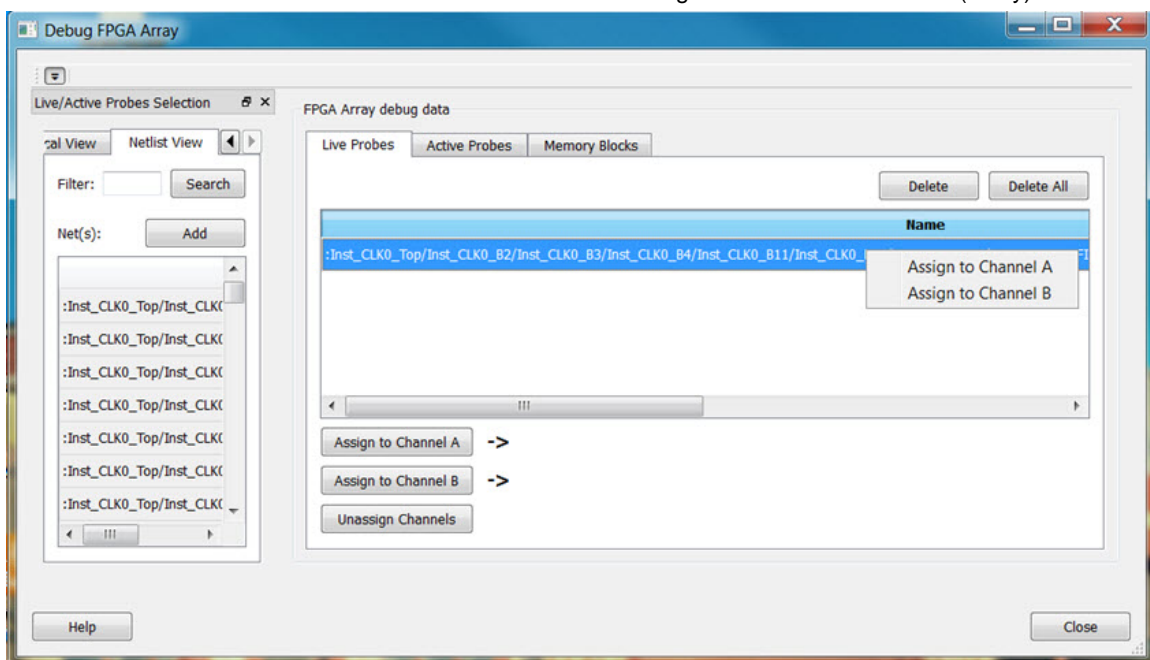 Debug FPGA Array
Live/Active Probes Selection
FPGA Array debug data
cal View Netlist View
Live Probes Active Probes Memory Blocks
Filter: Search
Delete Delete All
Net(s): Add
Name
:Inst_CLK0_Top/Inst_CLK0_B2/Inst_CLK0_B3/Inst_CLK0_B4/Inst_CLK0_B11/Inst_CLK0_
Assign to Channel A
Assign to Channel B
:Inst_CLK0_Top/Inst_CLK(
:Inst_CLK0_Top/Inst_CLK(
:Inst_CLK0_Top/Inst_CLK(
:Inst_CLK0_Top/Inst_CLK(
:Inst_CLK0_Top/Inst_CLK(
:Inst_CLK0_Top/Inst_CLK(
:Inst_CLK0_Top/Inst_CLK(
Assign to Channel A ->
Assign to Channel B ->
Unassign Channels
Help
Close